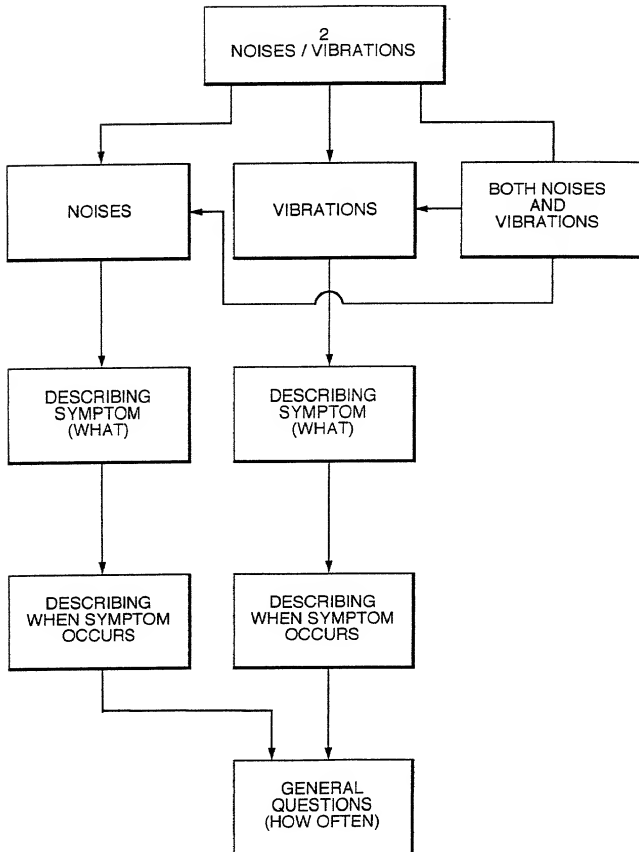 2
NOISES / VIBRATIONS
NOISES
VIBRATIONS
BOTH NOISES
AND
VIBRATIONS
DESCRIBING
SYMPTOM
(WHAT)
DESCRIBING
SYMPTOM
(WHAT)
DESCRIBING
WHEN SYMPTOM
OCCURS
DESCRIBING
WHEN SYMPTOM
OCCURS
GENERAL
QUESTIONS
(HOW OFTEN)